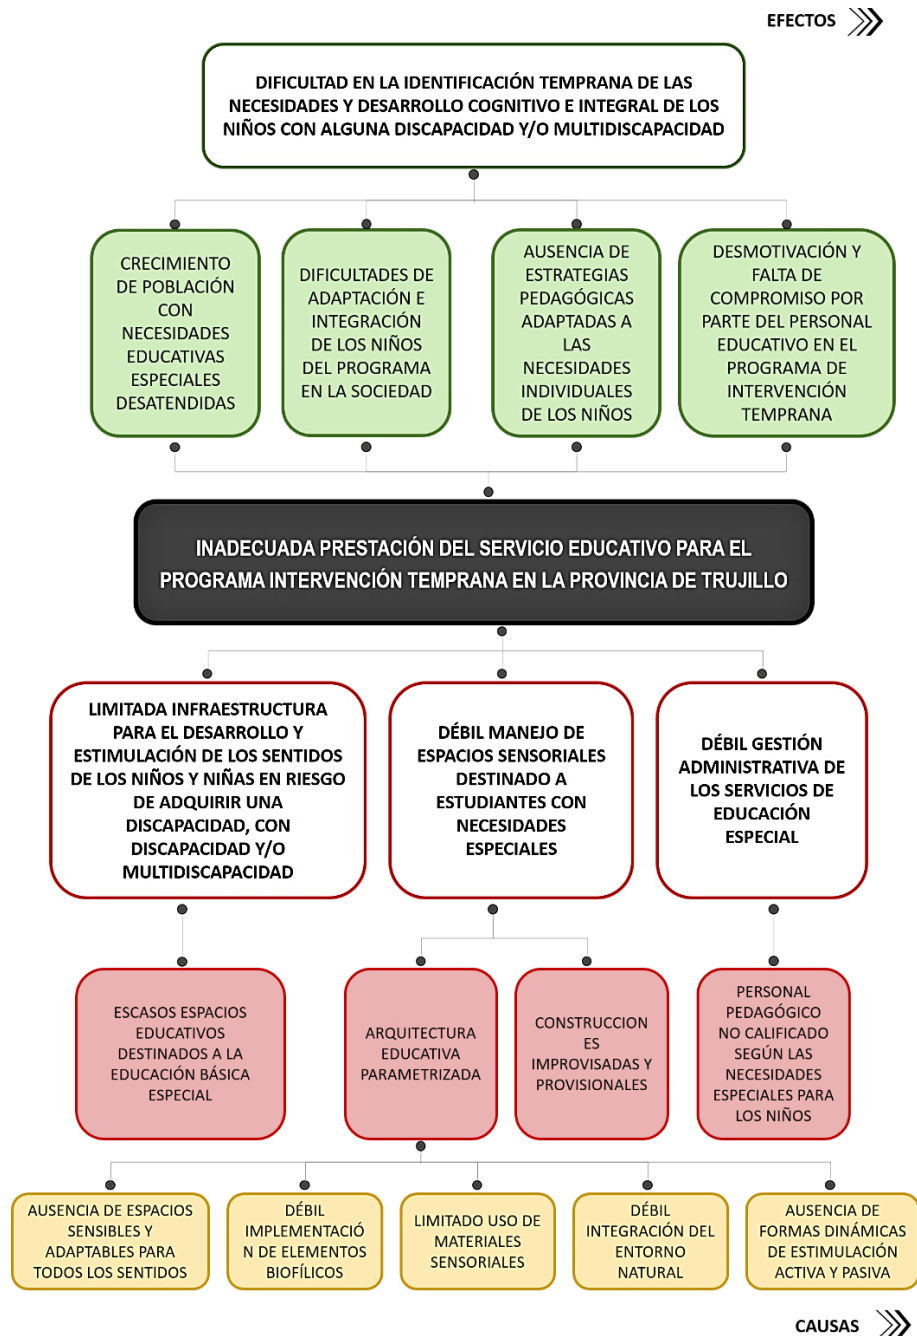 EFECTOS
DIFICULTAD EN LA IDENTIFICACIÓN TEMPRANA DE LAS
NECESIDADES Y DESARROLLO COGNITIVO E INTEGRAL DE LOS
NIÑOS CON ALGUNA DISCAPACIDAD Y/O MULTIDISCAPACIDAD
CRECIMIENTO
DE POBLACIÓN
CON
NECESIDADES
EDUCATIVAS
ESPECIALES
DESATENDIDAS
DIFICULTADES DE
ADAPTACIÓN E
INTEGRACIÓN
DE LOS NIÑOS
DEL PROGRAMA
EN LA SOCIEDAD
AUSENCIA DE
ESTRATEGIAS
PEDAGÓGICAS
ADAPTADAS A
LAS
NECESIDADES
INDIVIDUALES
DE LOS NIÑOS
DESMOTIVACIÓN Y
FALTA DE
COMPROMISO POR
PARTE DEL PERSONAL
EDUCATIVO EN EL
PROGRAMA DE
INTERVENCIÓN
TEMPRANA
INADECUADA PRESTACIÓN DEL SERVICIO EDUCATIVO PARA EL
PROGRAMA INTERVENCIÓN TEMPRANA EN LA PROVINCIA DE TRUJILLO
LIMITADA INFRAESTRUCTURA
PARA EL DESARROLLO Y
ESTIMULACIÓN DE LOS SENTIDOS
DE LOS NIÑOS Y NIÑAS EN RIESGO
DE ADQUIRIR UNA
DISCAPACIDAD, CON
DISCAPACIDAD Y/O
MULTIDISCAPACIDAD
DÉBIL MANEJO DE
ESPACIOS SENSORIALES
DESTINADO A
ESTUDIANTES CON
NECESIDADES
ESPECIALES
DÉBIL GESTIÓN
ADMINISTRATIVA DE
LOS SERVICIOS DE
EDUCACIÓN
ESPECIAL
ESCASOS ESPACIOS
EDUCATIVOS
DESTINADOS A LA
EDUCACIÓN BÁSICA
ESPECIAL
ARQUITECTURA
EDUCATIVA
PARAMETRIZADA
CONSTRUCCION
ES
IMPROVISADAS Y
PROVISIONALES
PERSONAL
PEDAGÓGICO
NO CALIFICADO
SEGÚN LAS
NECESIDADES
ESPECIALES PARA
LOS NIÑOS
AUSENCIA DE ESPACIOS
SENSIBLES Y
ADAPTABLES PARA
TODOS LOS SENTIDOS
DÉBIL
IMPLEMENTACIÓ
N DE ELEMENTOS
BIOFÍLICOS
LIMITADO USO DE
MATERIALES
SENSORIALES
DÉBIL
INTEGRACIÓN DEL
ENTORNO
NATURAL
AUSENCIA DE
FORMAS DINÁMICAS
DE ESTIMULACIÓN
ACTIVA Y PASIVA
CAUSAS